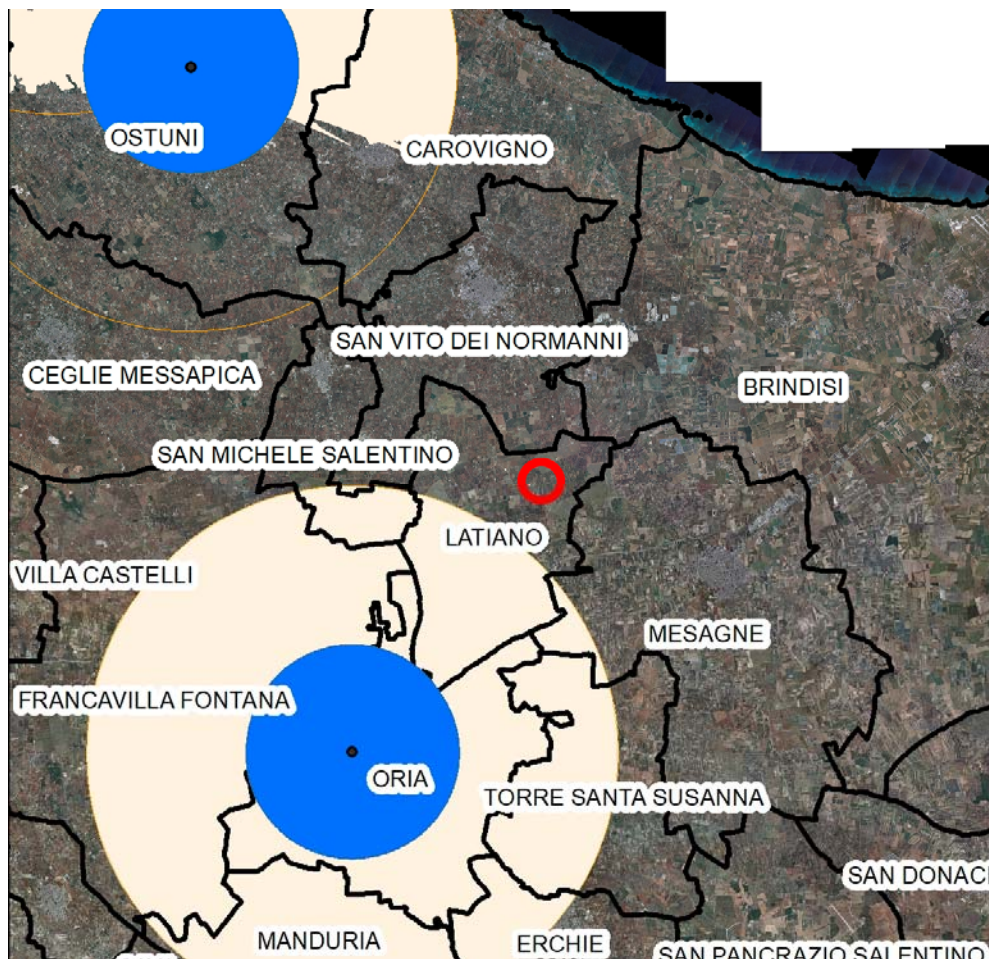 OSTUNI
CAROVIGNO
SAN VITO DEI NORMANNI
CEGLIE MESSAPICA
BRINDISI
SAN MICHELE SALENTINO
LATIANO
VILLA CASTELLI
MESAGNE
FRANCAVILLA FONTANA
ORIA
TORRE SANTA SUSANNA
SAN DONACI
MANDURIA
ERCHIE
SAN PANCRAZIO SALENTINO